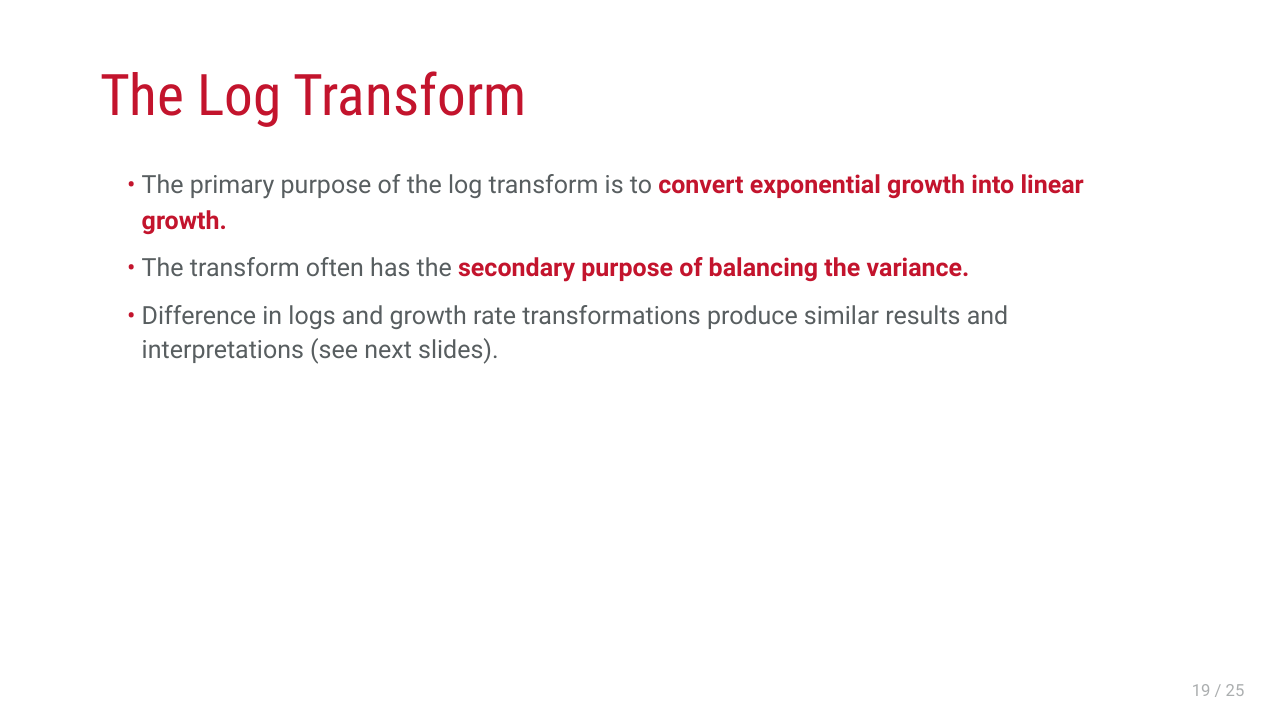 The Log Transform
• The primary purpose of the log transform is to convert exponential growth into linear
growth.
• The transform often has the secondary purpose of balancing the variance.
• Difference in logs and growth rate transformations produce similar results and
interpretations (see next slides).
19 / 25